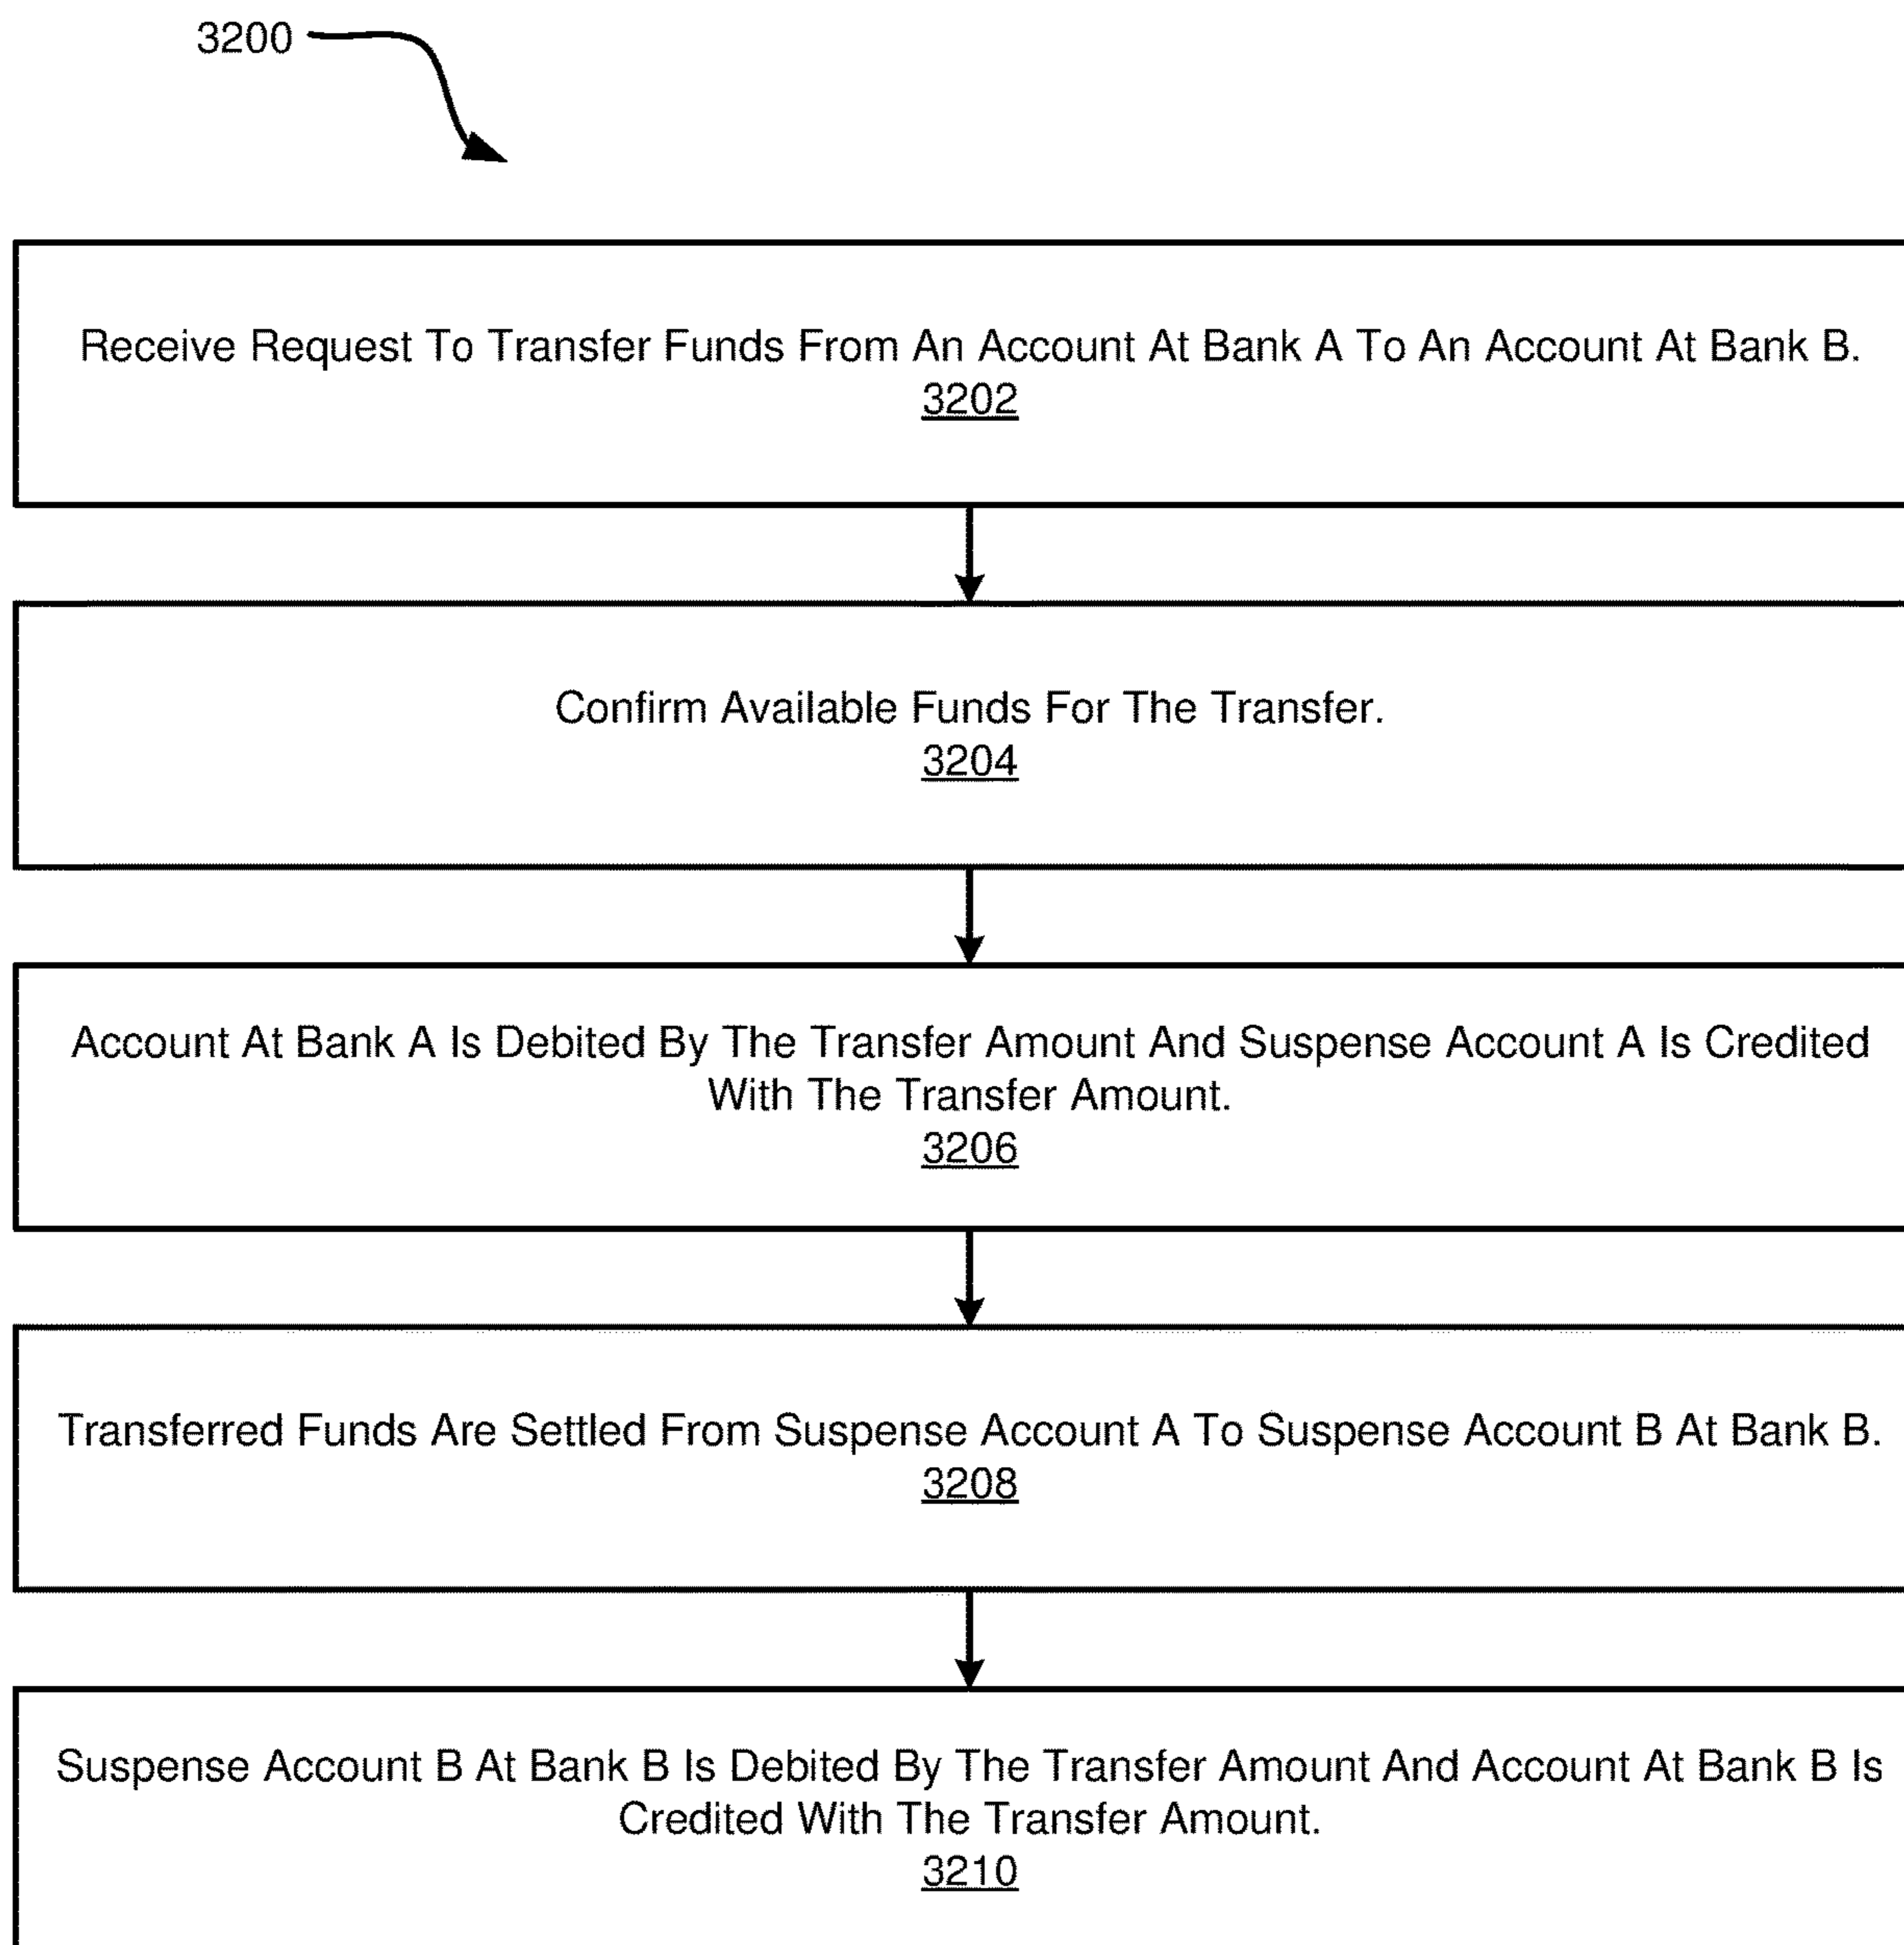 3200
Receive Request To Transfer Funds From An Account At Bank A To An Account At Bank B.
3202
Confirm Available Funds For The Transfer.
3204
Account At Bank A Is Debited By The Transfer Amount And Suspense Account A Is Credited
With The Transfer Amount.
3206
Transferred Funds Are Settled From Suspense Account A To Suspense Account B At Bank B.
3208
Suspense Account B At Bank B Is Debited By The Transfer Amount And Account At Bank B Is
Credited With The Transfer Amount.
3210